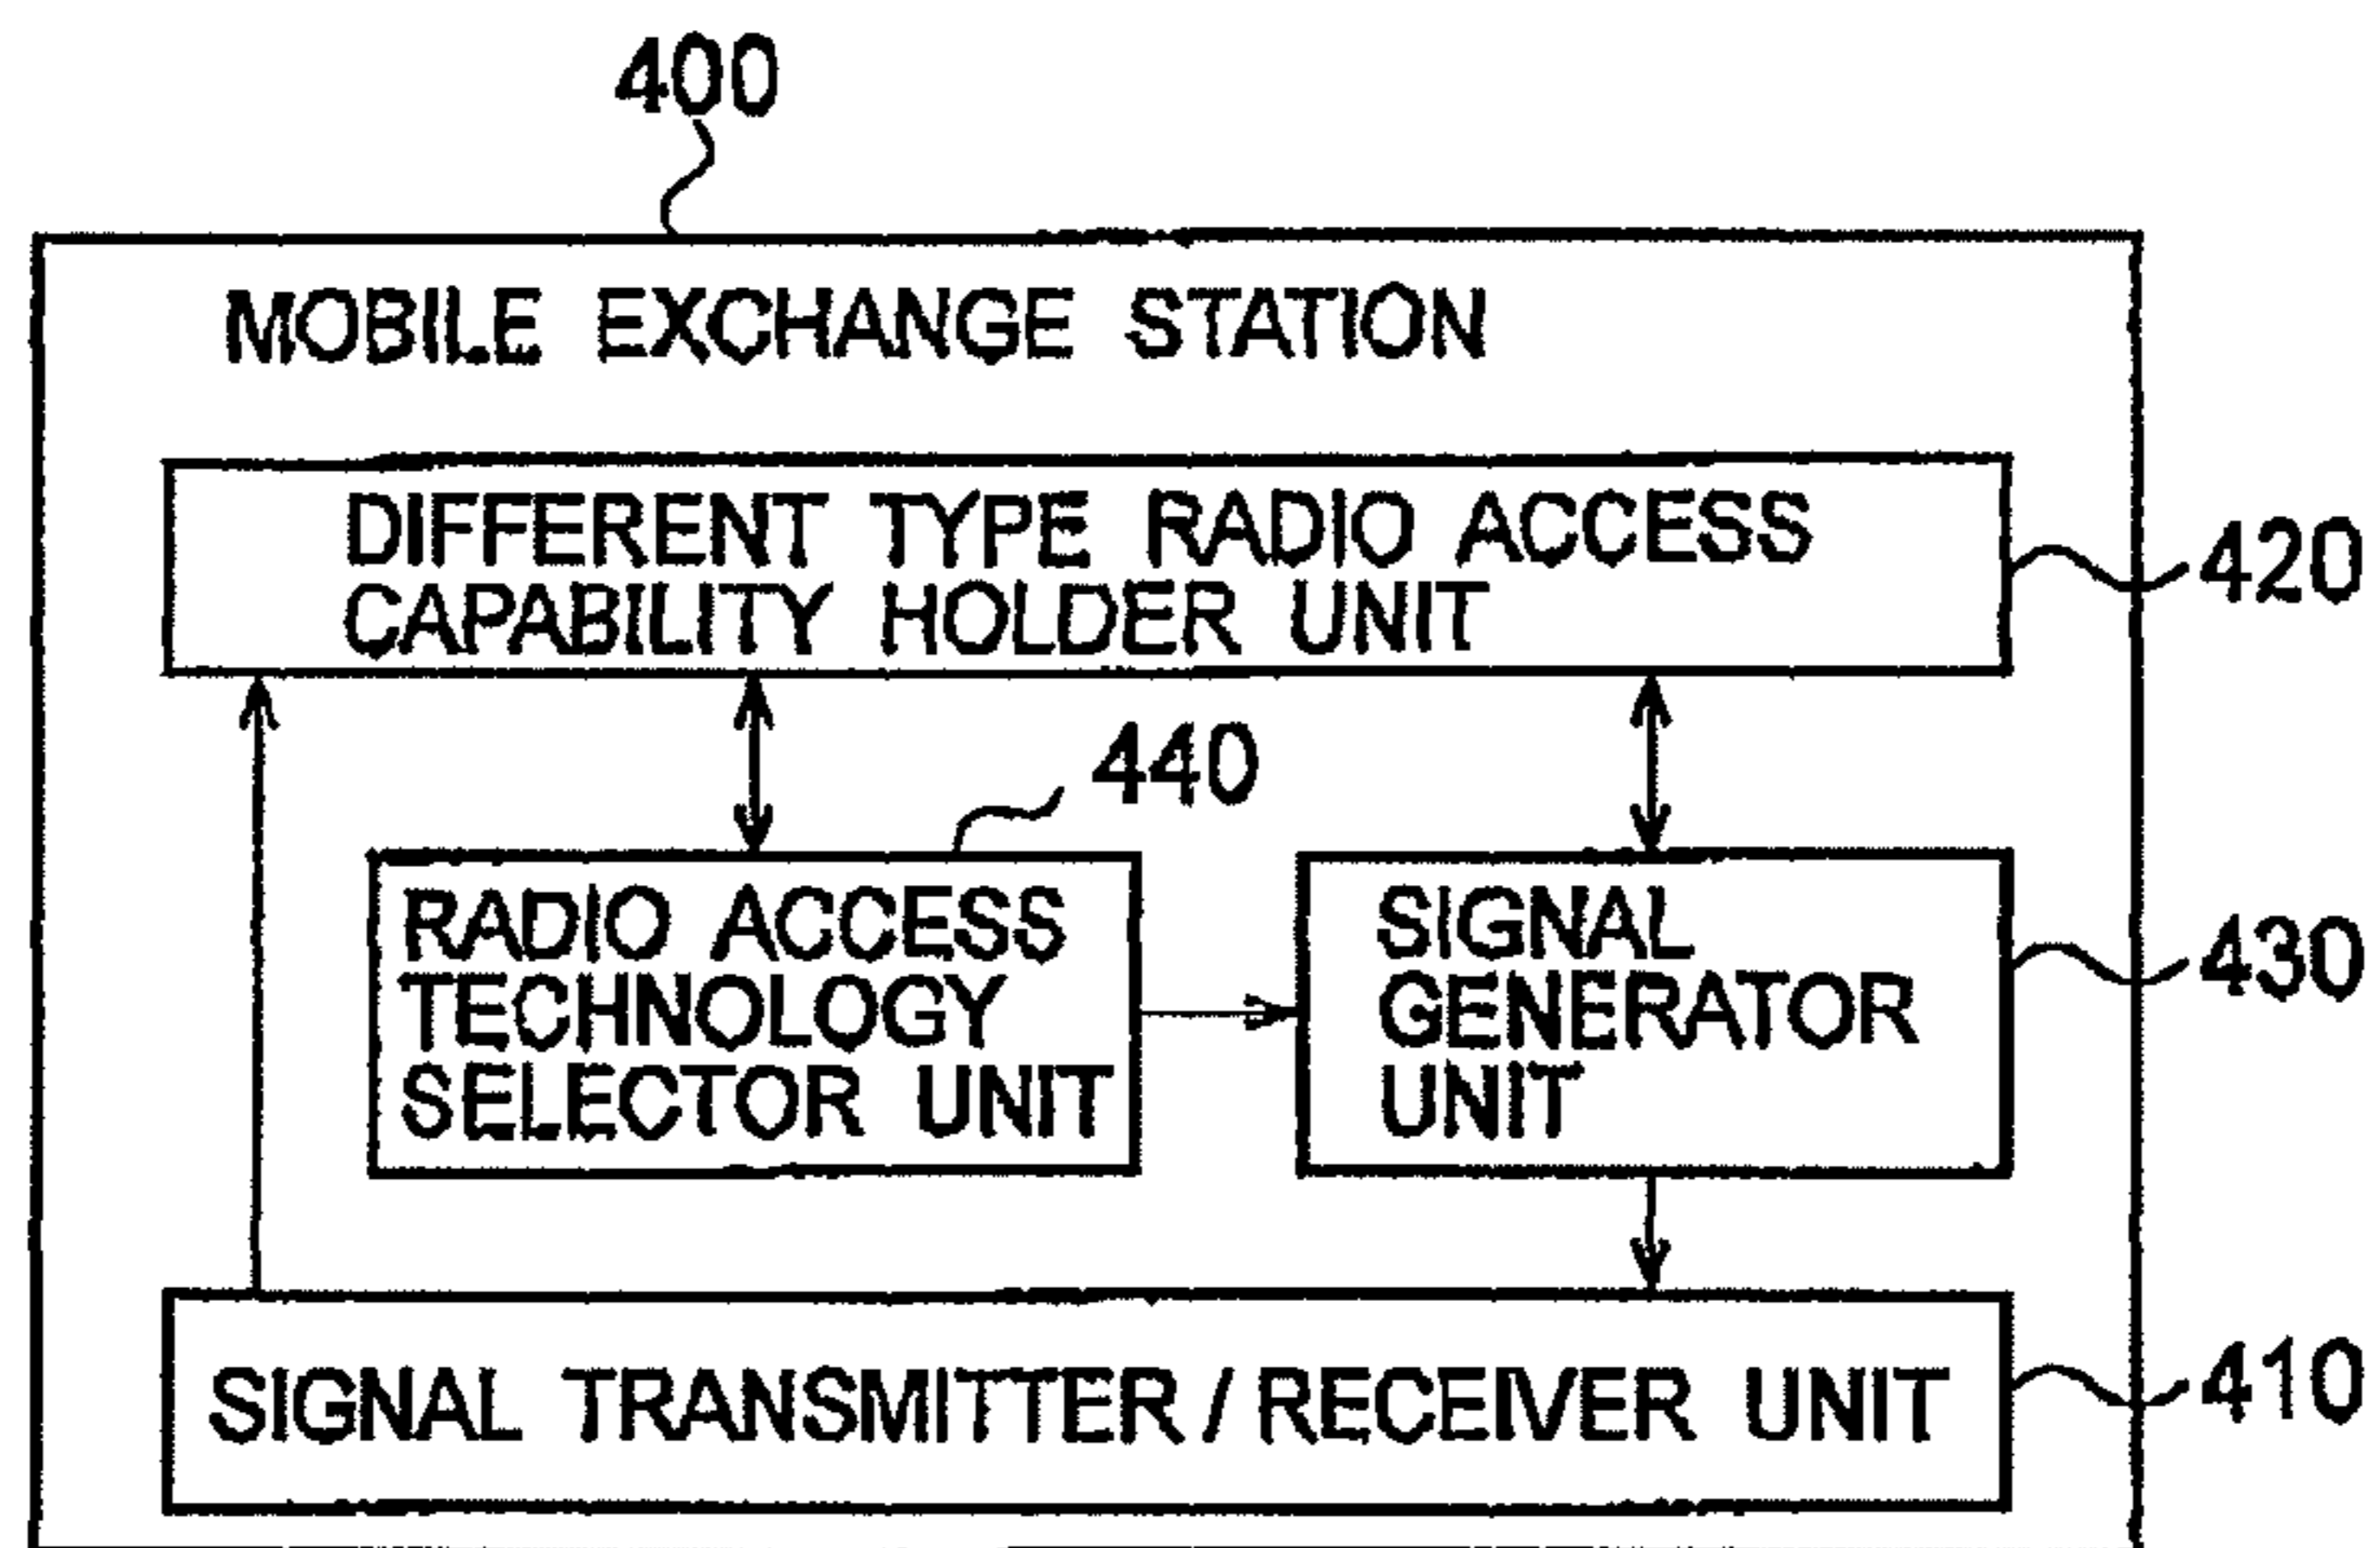 400
MOBILE EXCHANGE STATION
DIFFERENT TYPE RADIO ACCESS
CAPABILITY HOLDER UNIT
420
440
RADIO ACCESS
TECHNOLOGY
SELECTOR UNIT
SIGNAL
GENERATOR
UNIT
430
SIGNAL TRANSMITTER/RECEIVER UNIT
410